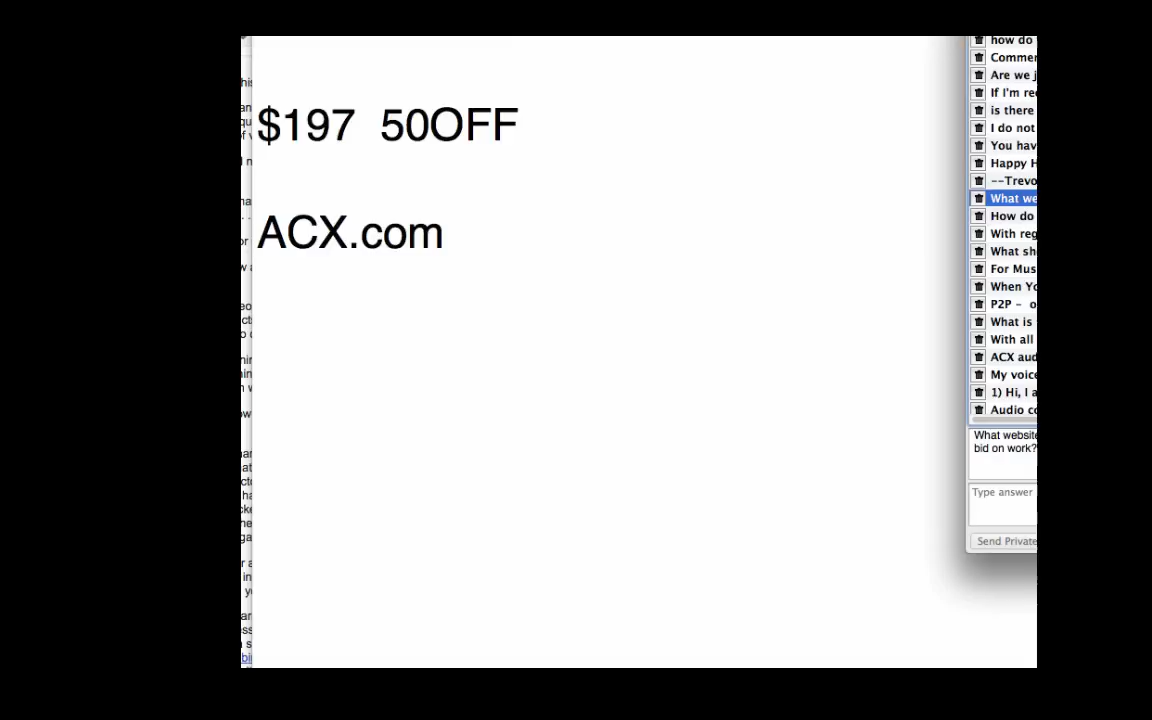 $197 50OFF
ACX.com
how do
Commer
Are we j
If I'm re
is there
I do not
You hav
Happy H
--Trevo
What we
How do
With reg
What sh
For Mus
When Yo
P2P - o
What is
With all
ACX aud
My voice
1) Hi, I a
Audio co
What website
bid on work?
Type answer
Send Private